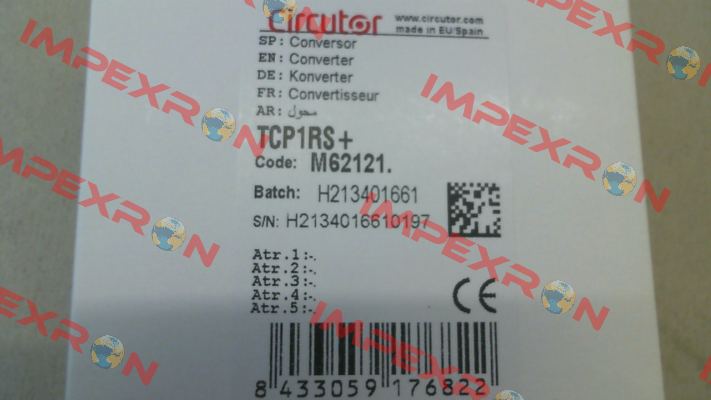 circutor
www.circutor.com
made in EU/Spain
SP: Conversor
EN: Converter
DE: Konverter
FR: Convertisseur
AR: محول
TCP1RS+
Code: M62121.
Batch: H213401661
S/N: H2134016610197
Atr.1:-.
Atr.2:-.
Atr.3:-.
Atr.4:-.
Atr.5:-.
CE
8 433059 176822
IMPEXRON
IMPEXRON
IMPEXRON
IMPEXRON
IMPEXRON
IMPEXRON